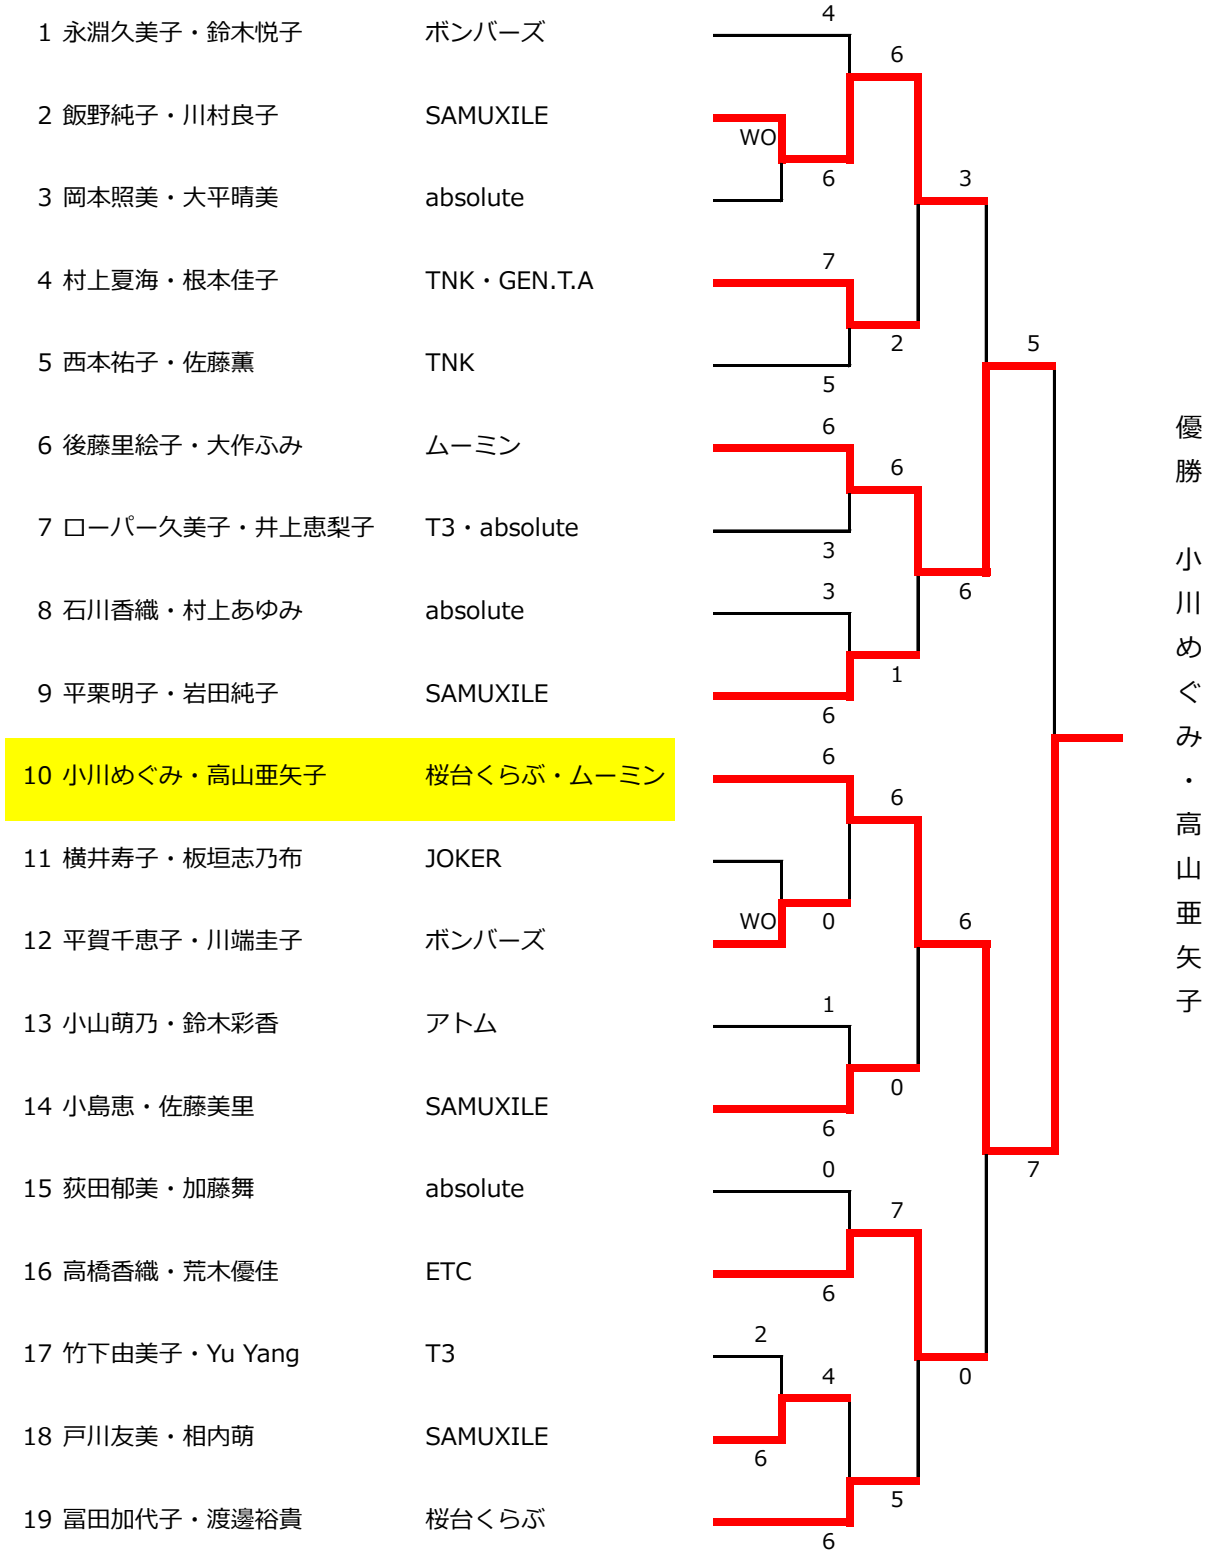 1 永淵久美子・鈴木悦子 ボンバーズ
4
6
2 飯野純子・川村良子 SAMUXILE
WO
6
3
3 岡本照美・大平晴美 absolute
4 村上夏海・根本佳子 TNK・GEN.T.A
7
2
5
5 西本祐子・佐藤薫 TNK
5
6 後藤里絵子・大作ふみ ムーミン
6
6
7 ローパー久美子・井上恵梨子 T3・absolute
3
3
6
8 石川香織・村上あゆみ absolute
1
9 平栗明子・岩田純子 SAMUXILE
6
10 小川めぐみ・高山亜矢子 桜台くらぶ・ムーミン
6
6
11 横井寿子・板垣志乃布 JOKER
WO
0
6
12 平賀千恵子・川端圭子 ボンバーズ
13 小山萌乃・鈴木彩香 アトム
1
0
14 小島恵・佐藤美里 SAMUXILE
6
0
7
15 荻田郁美・加藤舞 absolute
7
16 高橋香織・荒木優佳 ETC
6
17 竹下由美子・Yu Yang T3
2
4
0
18 戸川友美・相内萌 SAMUXILE
6
5
19 冨田加代子・渡邊裕貴 桜台くらぶ
6
優勝 小川めぐみ・高山亜矢子